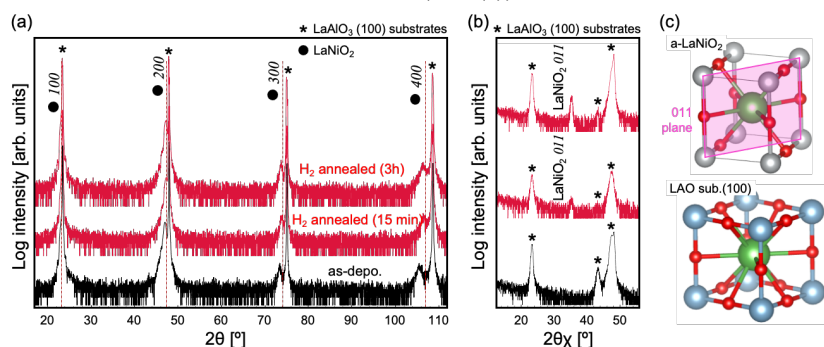 (a)
* LaAlO₃ (100) substrates
● LaNiO₂
100
200
300
400
* * * *
H₂ annealed (3h)
H₂ annealed (15 min)
as-depo.
Log intensity [arb. units]
20 30 40 50 60 70 80 90 100 110
2θ [º]
(b)
* LaAlO₃ (100) substrates
LaNiO₂ 011
LaNiO₂ 011
* * *
* * *
* * *
Log intensity [arb. units]
20 30 40 50
2θχ [º]
(c)
a-LaNiO₂
011
plane
LAO sub.(100)